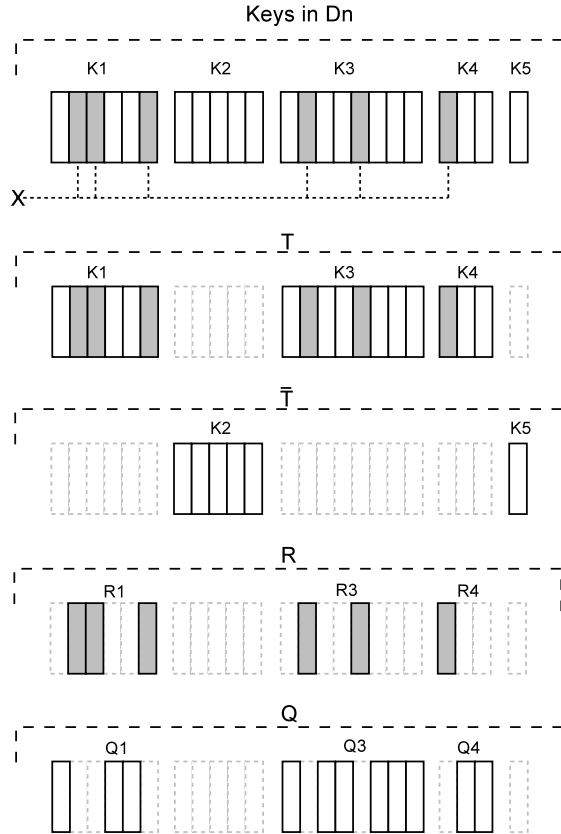 Keys in Dn
K1 K2 K3 K4 K5
X
T
K1 K3 K4
T̄
K2 K5
R
R1 R3 R4
Q
Q1 Q3 Q4